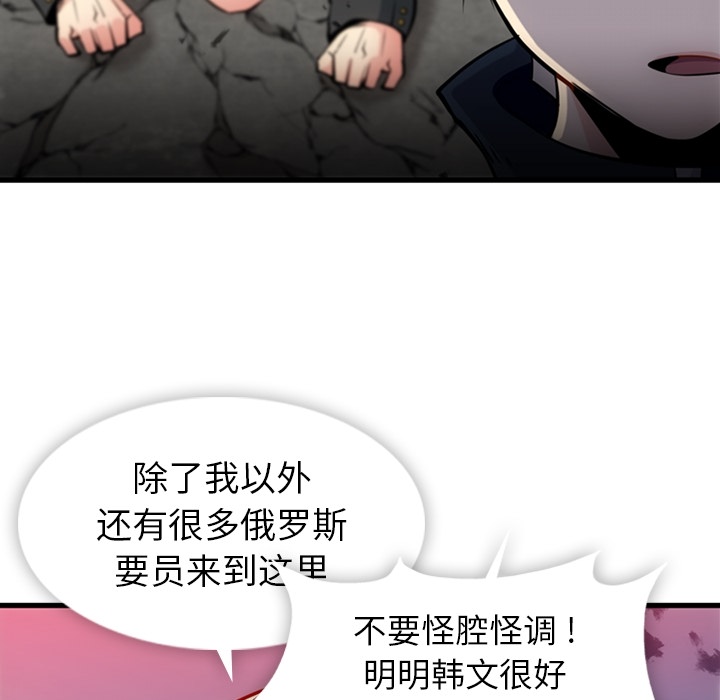 除了我以外
还有很多俄罗斯
要员来到这里
不要怪腔怪调！
明明韩文很好